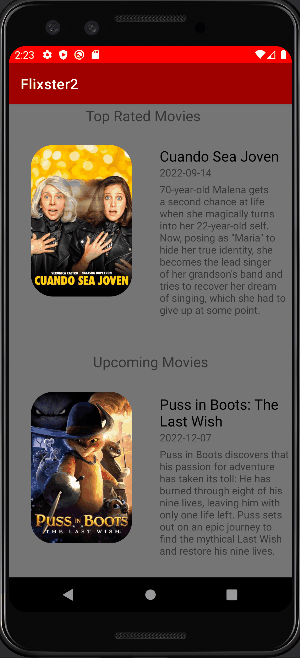 2:23
Flixster2
Top Rated Movies
Cuando Sea Joven
2022-09-14
70-year-old Malena gets
a second chance at life
when she magically turns
into her 22-year-old self.
Now, posing as "Maria" to
hide her true identity, she
becomes the lead singer
of her grandson's band and
tries to recover her dream
of singing, which she had to
give up at some point.
CUANDO SEA JOVEN
Upcoming Movies
Puss in Boots: The
Last Wish
2022-12-07
Puss in Boots discovers that
his passion for adventure
has taken its toll: He has
burned through eight of his
nine lives, leaving him with
only one life left. Puss sets
out on an epic journey to
find the mythical Last Wish
and restore his nine lives.
PUSS IN BOOTS
THE LAST WISH